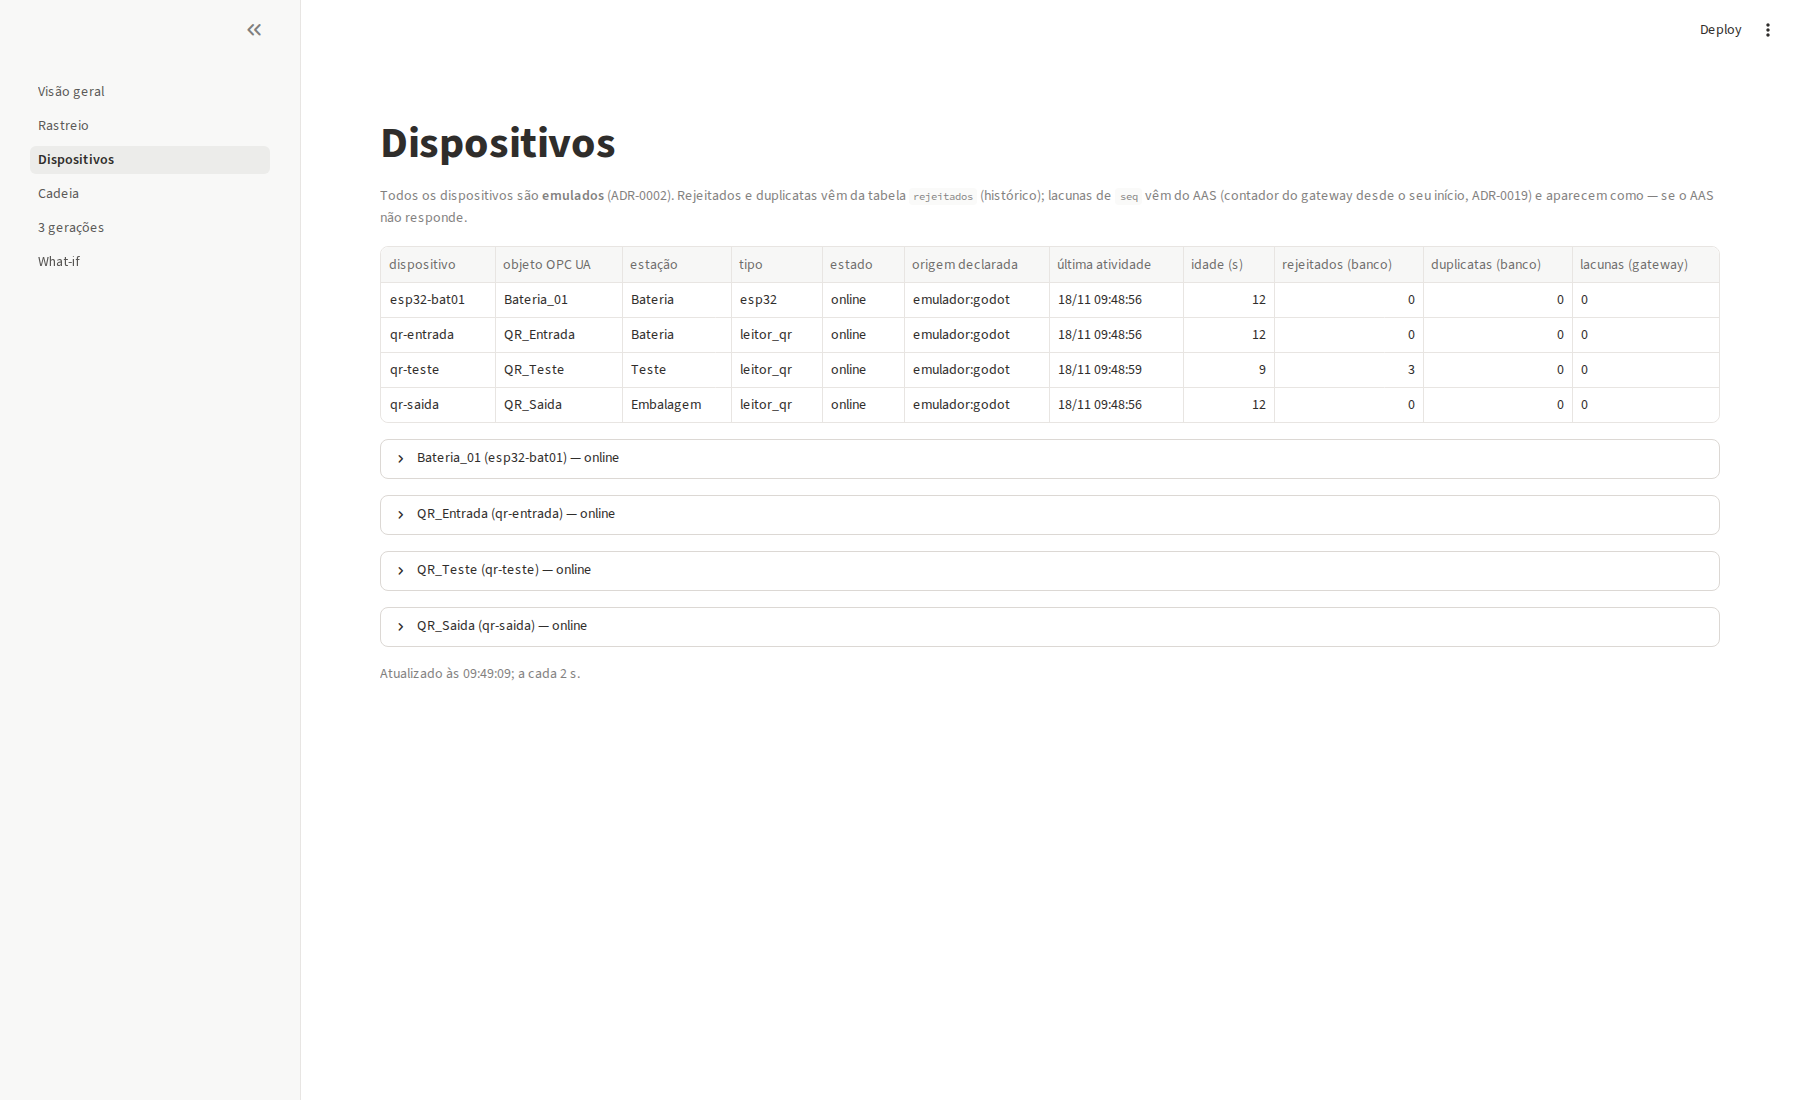 Deploy
Visão geral
Rastreio
Dispositivos
Cadeia
3 gerações
What-if
Dispositivos
Todos os dispositivos são emulados (ADR-0002). Rejeitados e duplicatas vêm da tabela rejeitados (histórico); lacunas de seq vêm do AAS (contador do gateway desde o seu início, ADR-0019) e aparecem como — se o AAS
não responde.
dispositivo objeto OPC UA estação tipo estado origem declarada última atividade idade (s) rejeitados (banco) duplicatas (banco) lacunas (gateway)
esp32-bat01 Bateria_01 Bateria esp32 online emulador:godot 18/11 09:48:56 12 0 0 0
qr-entrada QR_Entrada Bateria leitor_qr online emulador:godot 18/11 09:48:56 12 0 0 0
qr-teste QR_Teste Teste leitor_qr online emulador:godot 18/11 09:48:59 9 3 0 0
qr-saida QR_Saida Embalagem leitor_qr online emulador:godot 18/11 09:48:56 12 0 0 0
Bateria_01 (esp32-bat01) — online
QR_Entrada (qr-entrada) — online
QR_Teste (qr-teste) — online
QR_Saida (qr-saida) — online
Atualizado às 09:49:09; a cada 2 s.